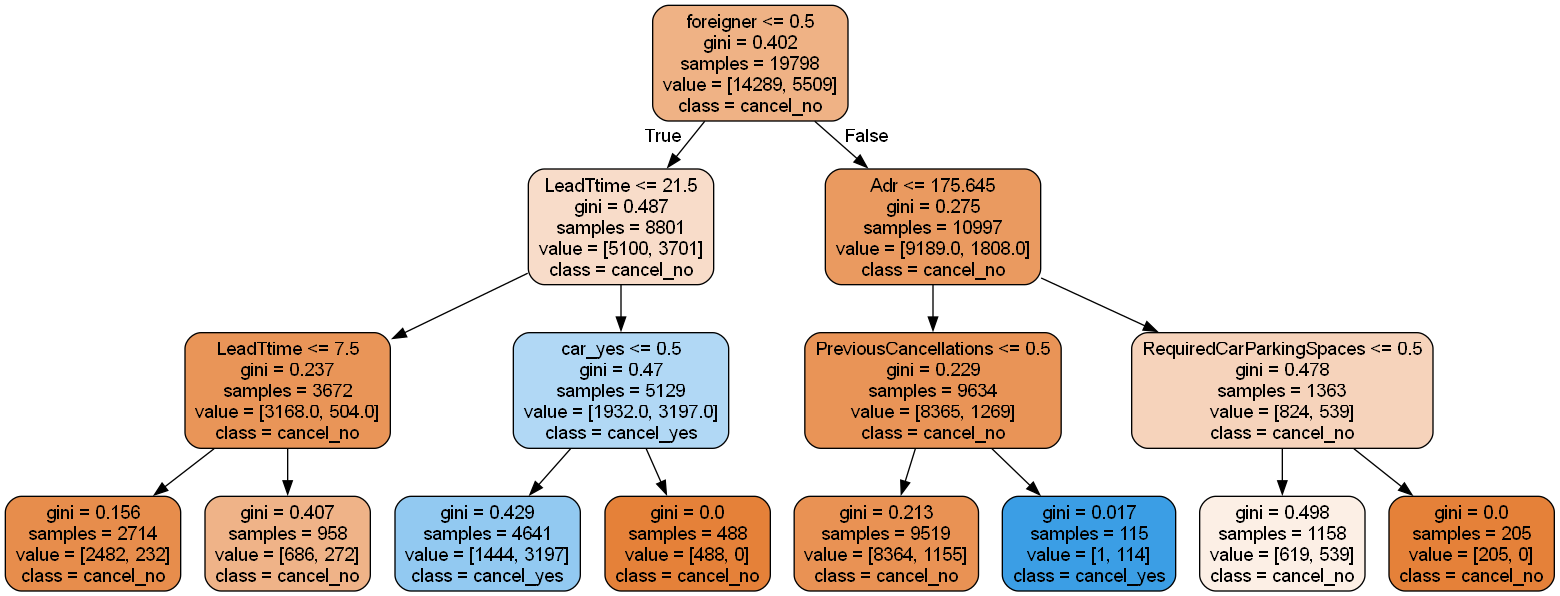 foreigner <= 0.5
gini = 0.402
samples = 19798
value = [14289, 5509]
class = cancel_no
True
False
LeadTtime <= 21.5
gini = 0.487
samples = 8801
value = [5100, 3701]
class = cancel_no
Adr <= 175.645
gini = 0.275
samples = 10997
value = [9189.0, 1808.0]
class = cancel_no
LeadTtime <= 7.5
gini = 0.237
samples = 3672
value = [3168.0, 504.0]
class = cancel_no
car_yes <= 0.5
gini = 0.47
samples = 5129
value = [1932.0, 3197.0]
class = cancel_yes
PreviousCancellations <= 0.5
gini = 0.229
samples = 9634
value = [8365, 1269]
class = cancel_no
RequiredCarParkingSpaces <= 0.5
gini = 0.478
samples = 1363
value = [824, 539]
class = cancel_no
gini = 0.156
samples = 2714
value = [2482, 232]
class = cancel_no
gini = 0.407
samples = 958
value = [686, 272]
class = cancel_no
gini = 0.429
samples = 4641
value = [1444, 3197]
class = cancel_yes
gini = 0.0
samples = 488
value = [488, 0]
class = cancel_no
gini = 0.213
samples = 9519
value = [8364, 1155]
class = cancel_no
gini = 0.017
samples = 115
value = [1, 114]
class = cancel_yes
gini = 0.498
samples = 1158
value = [619, 539]
class = cancel_no
gini = 0.0
samples = 205
value = [205, 0]
class = cancel_no